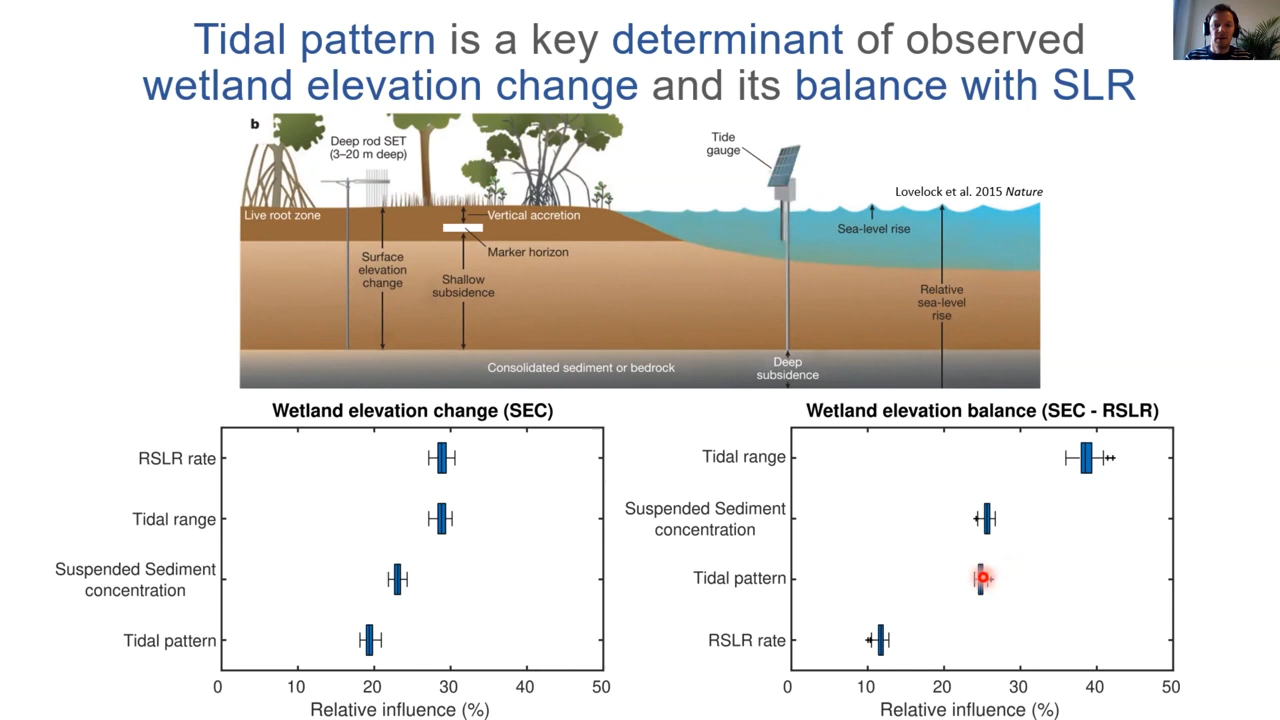 Tidal pattern is a key determinant of observed
wetland elevation change and its balance with SLR
b
Deep rod SET
(3–20 m deep)
Tide
gauge
Lovelock et al. 2015 Nature
Live root zone
Vertical accretion
Sea-level rise
Marker horizon
Surface
elevation
change
Shallow
subsidence
Relative
sea-level
rise
Consolidated sediment or bedrock
Deep
subsidence
Wetland elevation change (SEC)
RSLR rate
Tidal range
Suspended Sediment
concentration
Tidal pattern
0 10 20 30 40 50
Relative influence (%)
Wetland elevation balance (SEC - RSLR)
Tidal range
Suspended Sediment
concentration
Tidal pattern
RSLR rate
0 10 20 30 40 50
Relative influence (%)